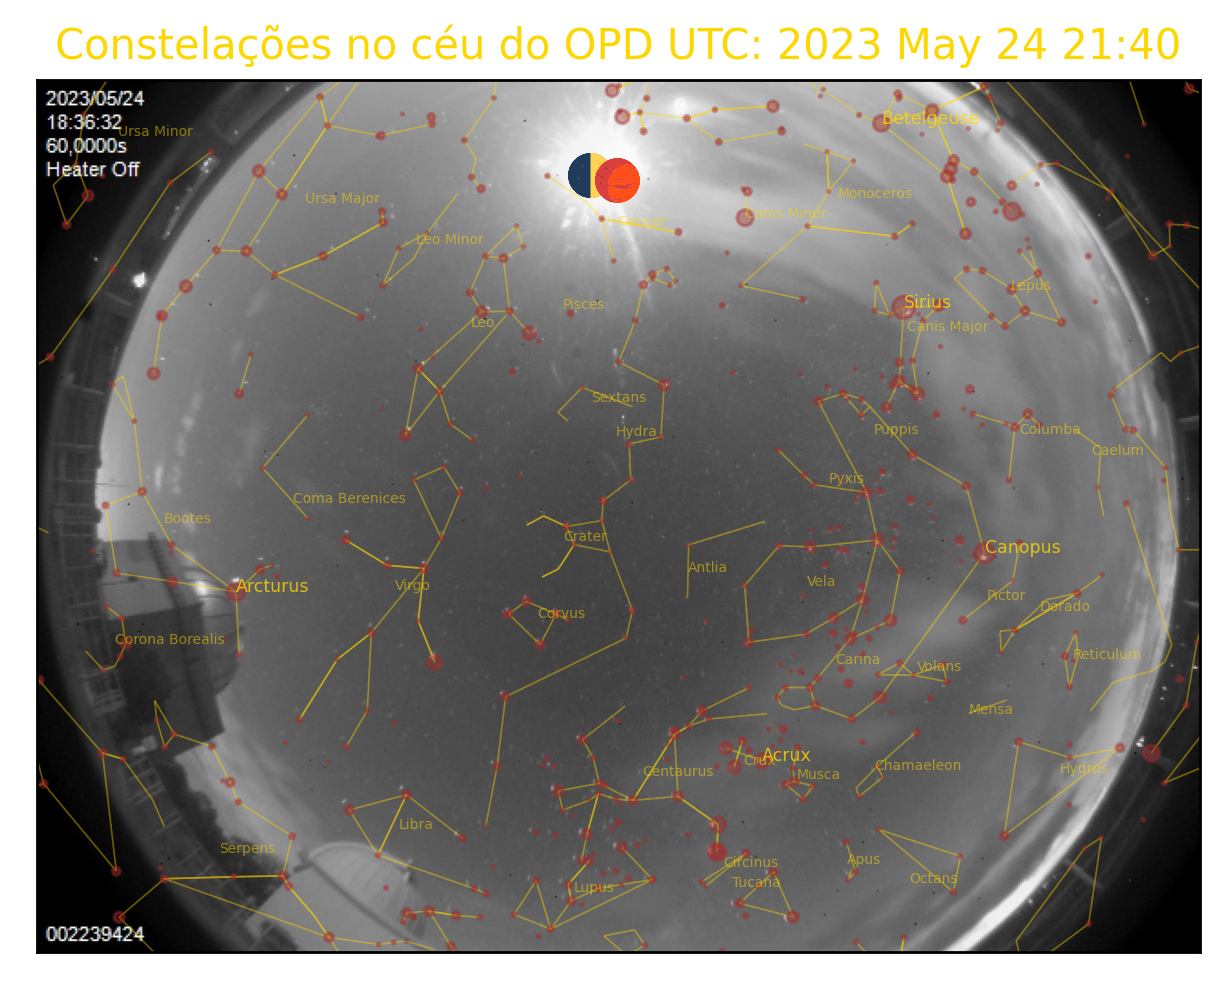 Constelações no céu do OPD UTC: 2023 May 24 21:40
2023/05/24
18:36:32
60,0000s
Heater Off
Ursa Minor
Betelgeuse
Ursa Major
Monoceros
Canis Minor
Leo Minor
Lepus
Pisces
Sirius
Leo
Canis Major
Sextans
Hydra
Puppis
Columba
Caelum
Pyxis
Coma Berenices
Bootes
Crater
Canopus
Antlia
Arcturus
Virgo
Vela
Pictor
Dorado
Corvus
Corona Borealis
Carina
Volans
Reticulum
Mensa
Crux
Acrux
Centaurus
Musca
Chamaeleon
Hydrus
Libra
Serpens
Circinus
Apus
Tucana
Octans
Lupus
002239424